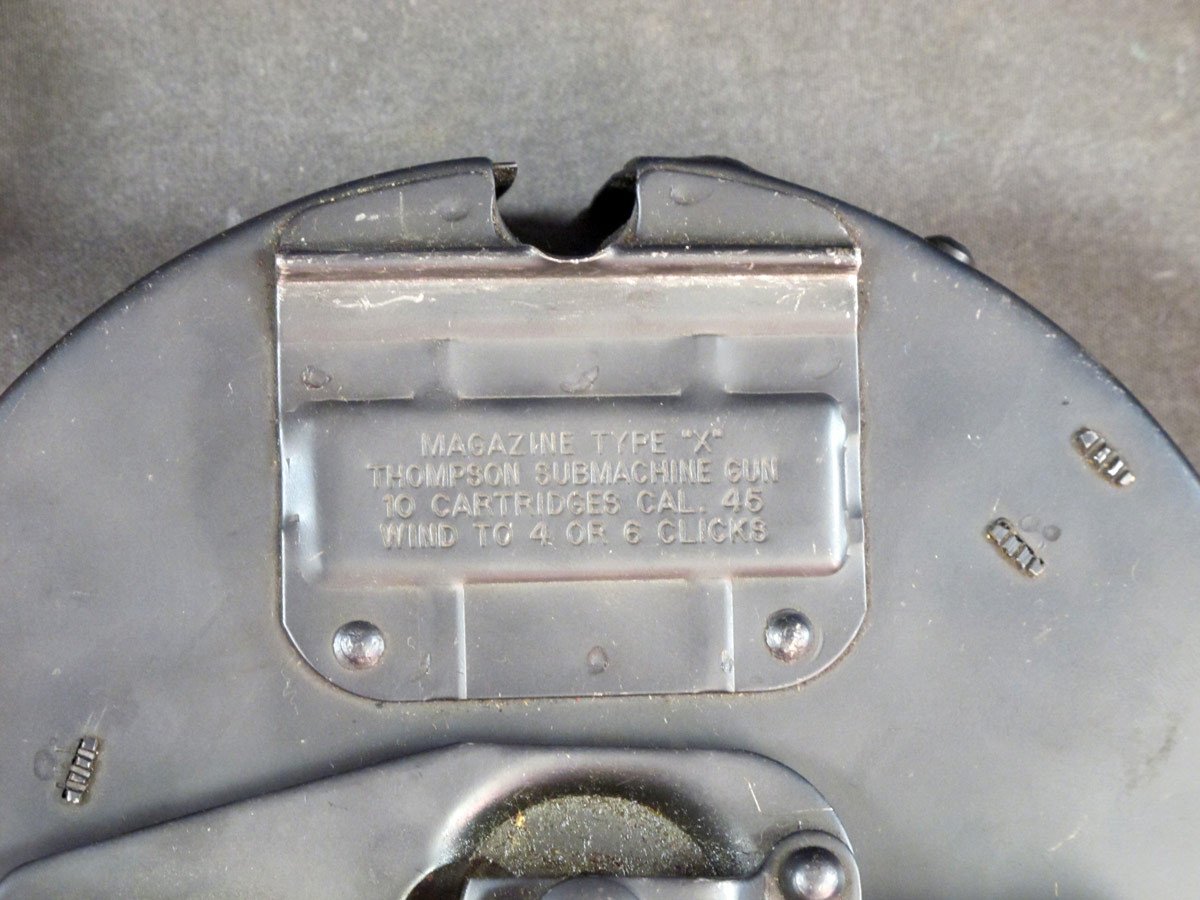 MAGAZINE TYPE "X"
THOMPSON SUBMACHINE GUN
10 CARTRIDGES CAL. 45
WIND TO 4 OR 6 CLICKS